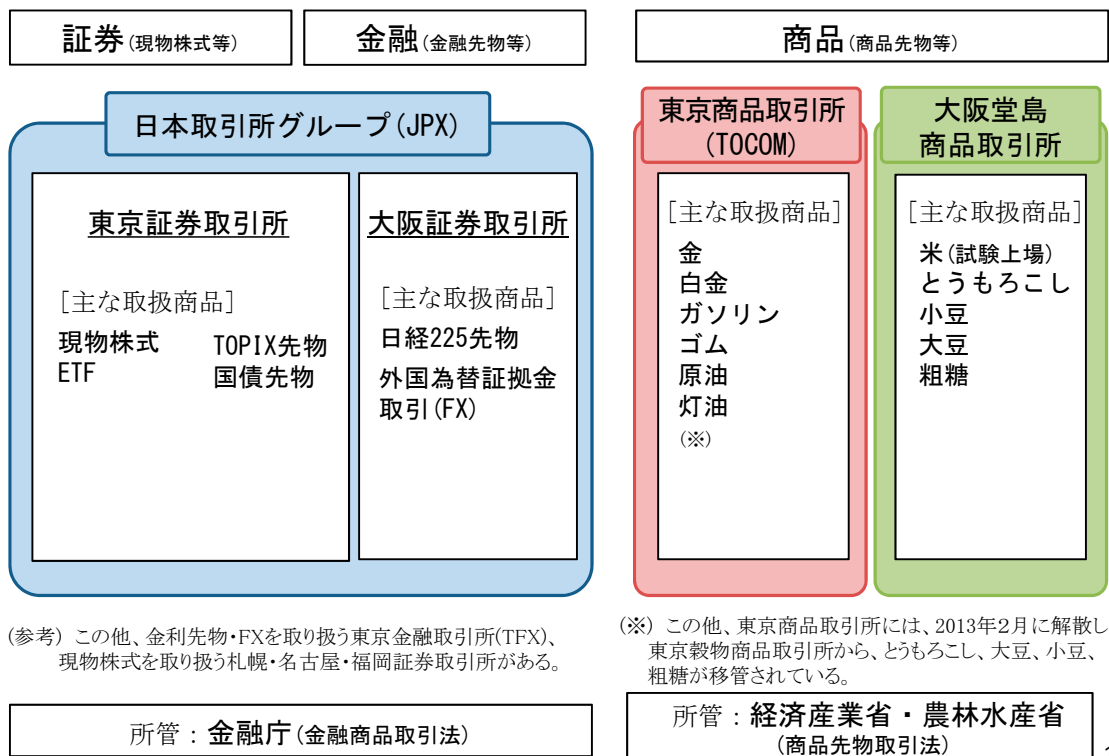 証券(現物株式等)
金融(金融先物等)
商品(商品先物等)
日本取引所グループ(JPX)
東京証券取引所
[主な取扱商品]
現物株式
ETF
TOPIX先物
国債先物
大阪証券取引所
[主な取扱商品]
日経225先物
外国為替証拠金
取引(FX)
東京商品取引所
(TOCOM)
[主な取扱商品]
金
白金
ガソリン
ゴム
原油
灯油
(※)
大阪堂島
商品取引所
[主な取扱商品]
米(試験上場)
とうもろこし
小豆
大豆
粗糖
(参考) この他、金利先物・FXを取り扱う東京金融取引所(TFX)、
現物株式を取り扱う札幌・名古屋・福岡証券取引所がある。
(※) この他、東京商品取引所には、2013年2月に解散し
東京穀物商品取引所から、とうもろこし、大豆、小豆、
粗糖が移管されている。
所管：金融庁(金融商品取引法)
所管：経済産業省・農林水産省
(商品先物取引法)